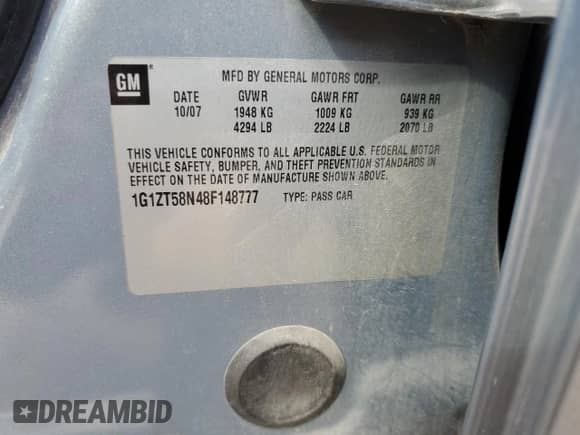 GM ®
MFD BY GENERAL MOTORS CORP.
DATE GVWR GAWR FRT GAWR RR
10/07 1948 KG 1009 KG 939 KG
4294 LB 2224 LB 2070 LB
THIS VEHICLE CONFORMS TO ALL APPLICABLE U.S. FEDERAL MOTOR
VEHICLE SAFETY, BUMPER, AND THEFT PREVENTION STANDARDS IN
EFFECT ON THE DATE OF MANUFACTURE SHOWN ABOVE.
1G1ZT58N48F148777 TYPE: PASS CAR
DREAMBID